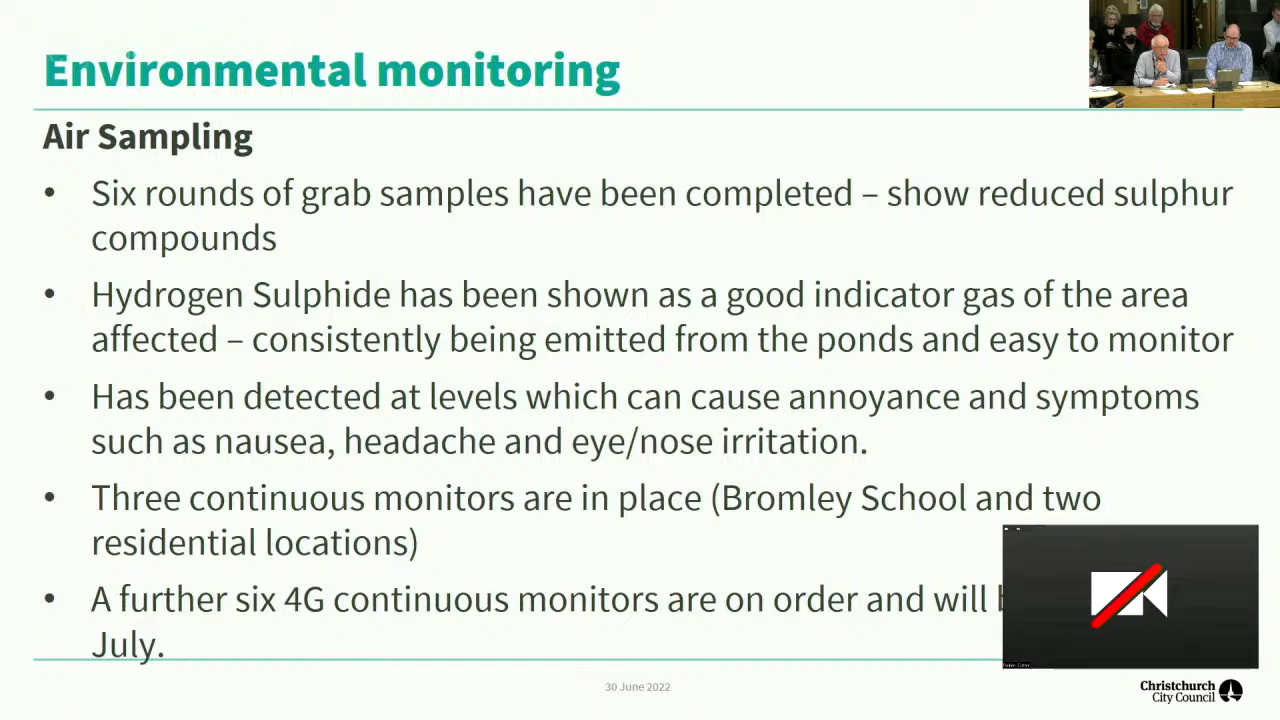 Environmental monitoring
Air Sampling
• Six rounds of grab samples have been completed – show reduced sulphur
compounds
• Hydrogen Sulphide has been shown as a good indicator gas of the area
affected – consistently being emitted from the ponds and easy to monitor
• Has been detected at levels which can cause annoyance and symptoms
such as nausea, headache and eye/nose irritation.
• Three continuous monitors are in place (Bromley School and two
residential locations)
• A further six 4G continuous monitors are on order and will
July.
30 June 2022
Christchurch
City Council